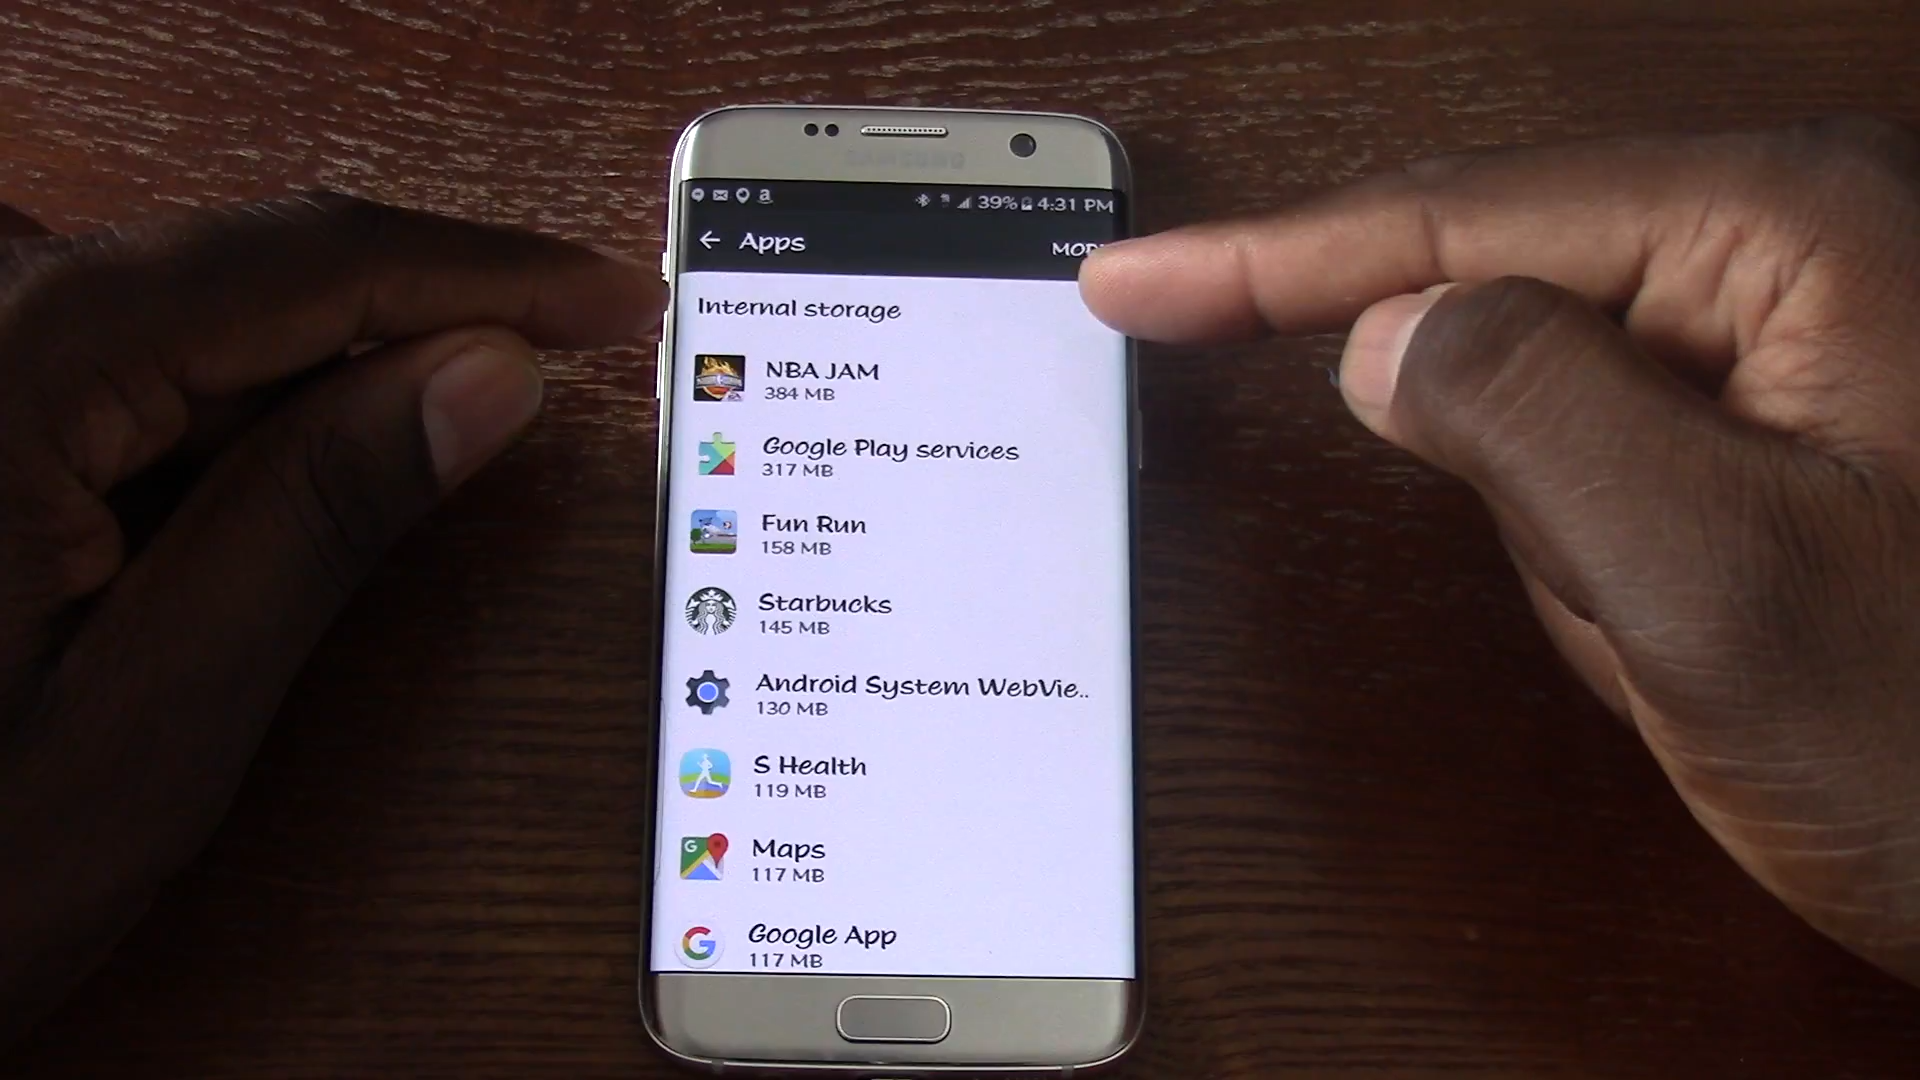 SAMSUNG
39% 4:31 PM
Apps
MORE
Internal storage
NBA JAM
384 MB
Google Play services
317 MB
Fun Run
158 MB
Starbucks
145 MB
Android System WebVie..
130 MB
S Health
119 MB
Maps
117 MB
Google App
117 MB